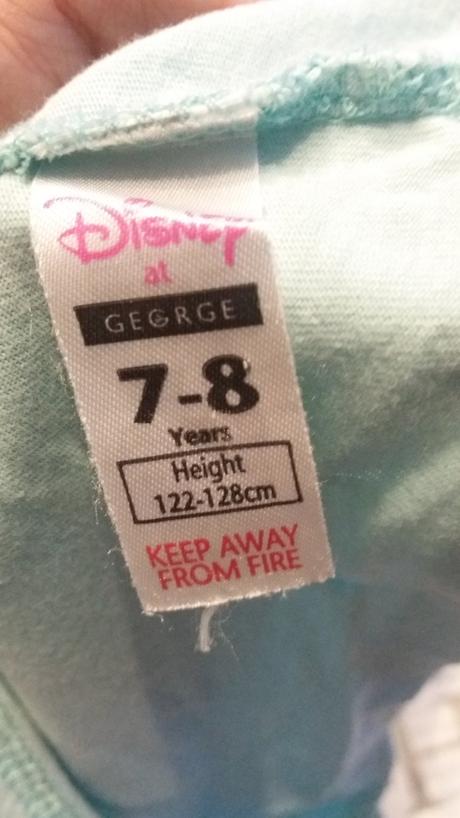 Disney
at
GEORGE
7-8
Years
Height
122-128cm
KEEP AWAY
FROM FIRE